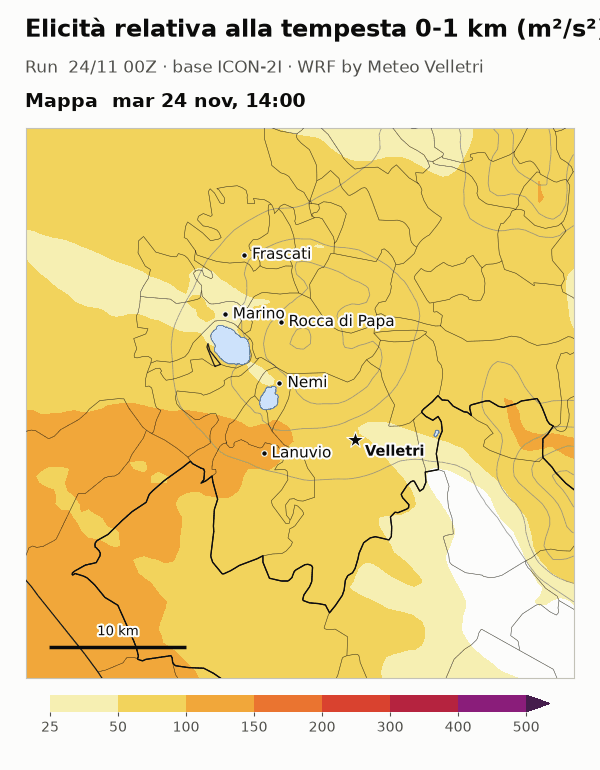 Elicità relativa alla tempesta 0-1 km (m²/s²)
Run 24/11 00Z · base ICON-2I · WRF by Meteo Velletri
Mappa mar 24 nov, 14:00
Frascati
Marino
Rocca di Papa
Nemi
Velletri
Lanuvio
10 km
25 50 100 150 200 300 400 500